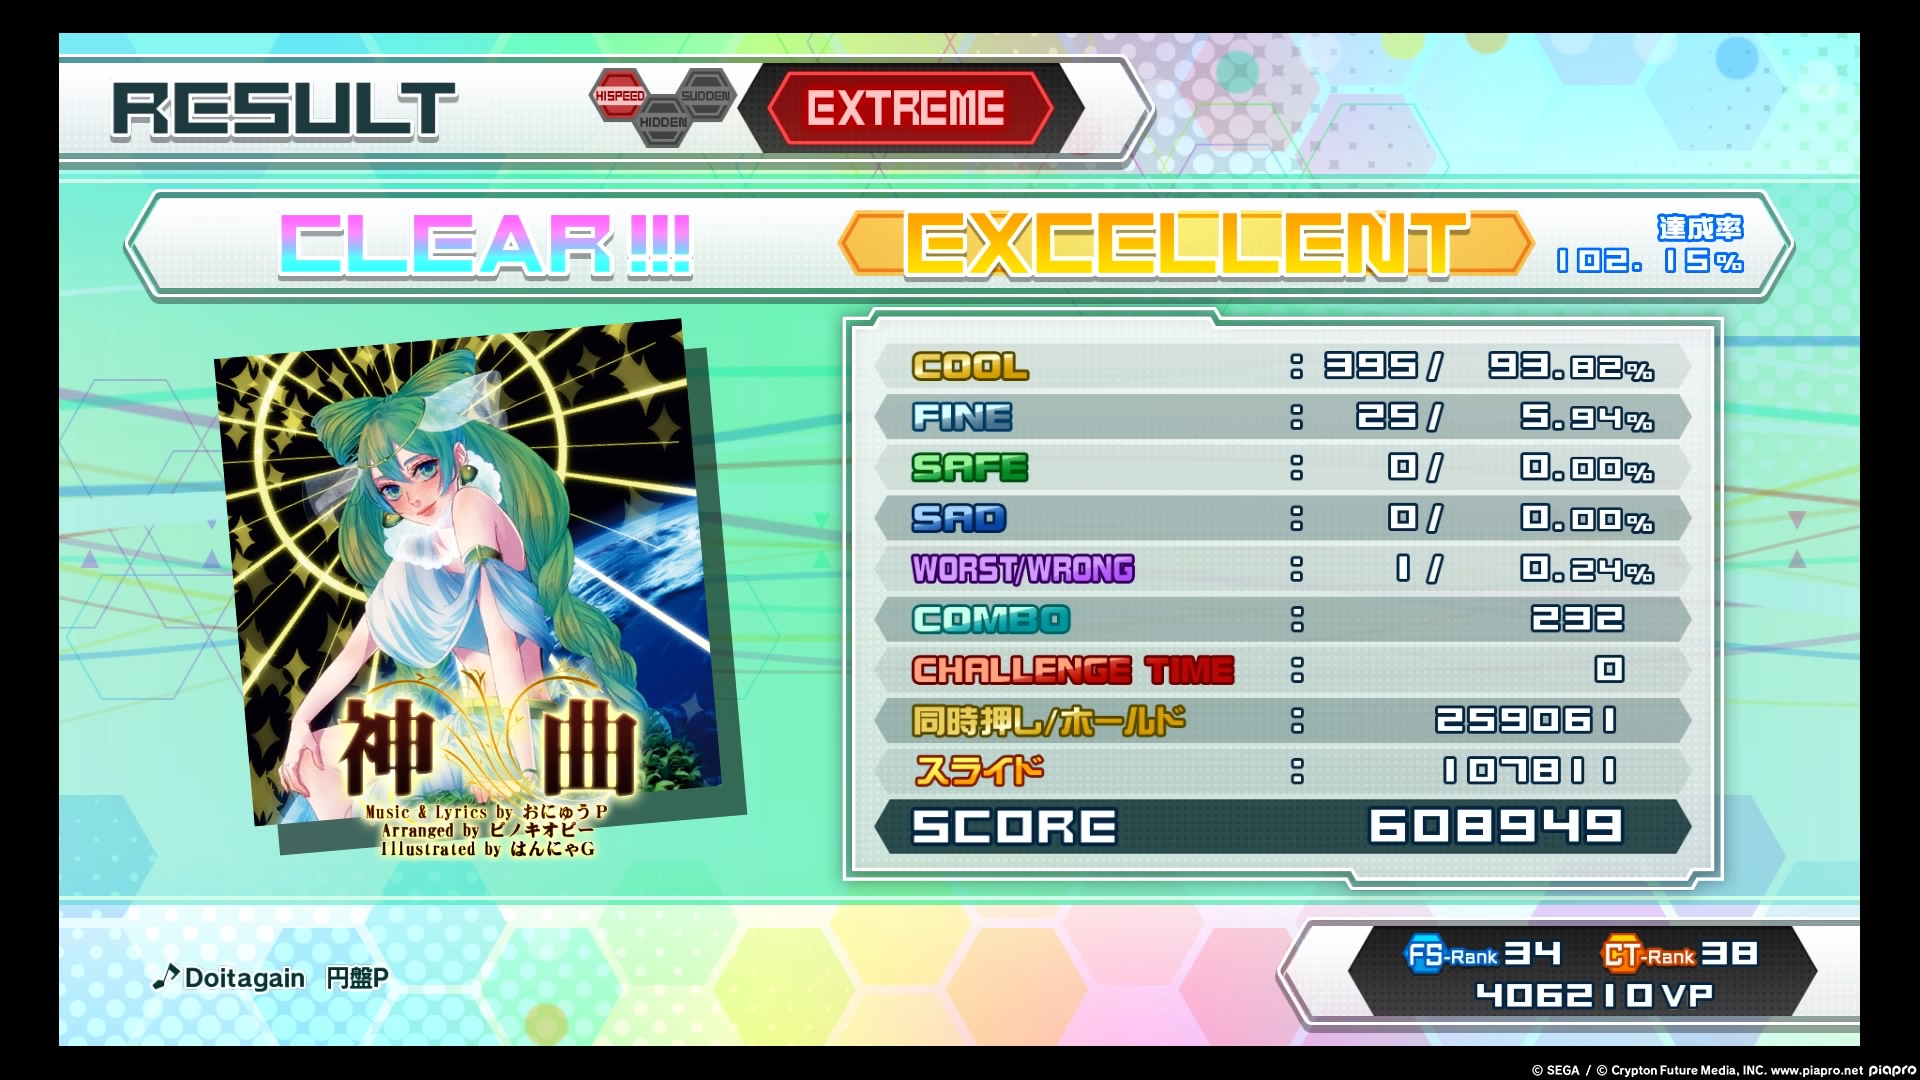 RESULT
HISPEED
HIDDEN
SUDDEN
EXTREME
CLEAR!!!
EXCELLENT
達成率
102.15%
COOL : 395/ 93.82%
FINE : 25/ 5.94%
SAFE : 0/ 0.00%
SAD : 0/ 0.00%
WORST/WRONG : 1/ 0.24%
COMBO : 232
CHALLENGE TIME : 0
同時押し/ホールド : 259061
スライド : 107811
SCORE 608949
神曲
Music & Lyrics by おにゅうP
Arranged by ピノキオピー
Illustrated by はんにゃG
♪Doitagain 円盤P
FS-Rank 34 CT-Rank 38
406210VP
© SEGA / © Crypton Future Media, INC. www.piapro.net piapro